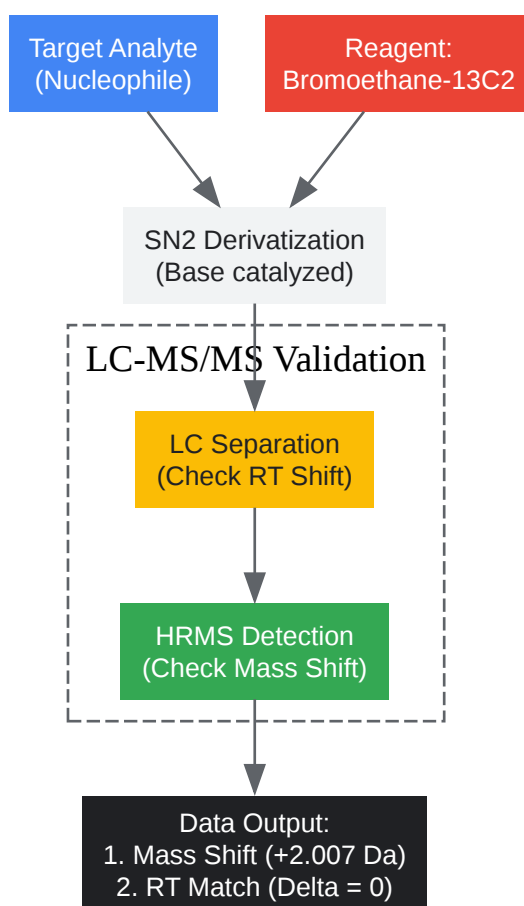 Target Analyte
(Nucleophile)
Reagent:
Bromoethane-13C2
SN2 Derivatization
(Base catalyzed)
LC-MS/MS Validation
LC Separation
(Check RT Shift)
HRMS Detection
(Check Mass Shift)
Data Output:
1. Mass Shift (+2.007 Da)
2. RT Match (Delta = 0)